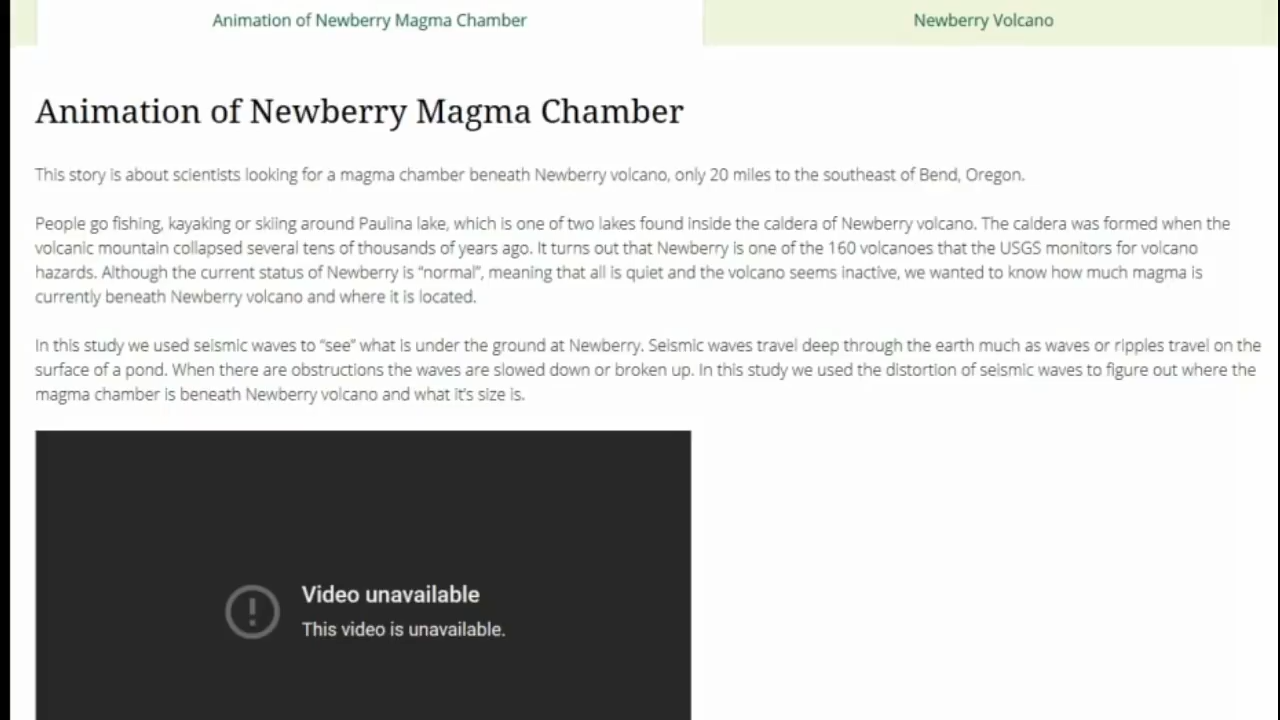 Animation of Newberry Magma Chamber
Newberry Volcano
Animation of Newberry Magma Chamber
This story is about scientists looking for a magma chamber beneath Newberry volcano, only 20 miles to the southeast of Bend, Oregon.
People go fishing, kayaking or skiing around Paulina lake, which is one of two lakes found inside the caldera of Newberry volcano. The caldera was formed when the
volcanic mountain collapsed several tens of thousands of years ago. It turns out that Newberry is one of the 160 volcanoes that the USGS monitors for volcano
hazards. Although the current status of Newberry is “normal”, meaning that all is quiet and the volcano seems inactive, we wanted to know how much magma is
currently beneath Newberry volcano and where it is located.
In this study we used seismic waves to “see” what is under the ground at Newberry. Seismic waves travel deep through the earth much as waves or ripples travel on the
surface of a pond. When there are obstructions the waves are slowed down or broken up. In this study we used the distortion of seismic waves to figure out where the
magma chamber is beneath Newberry volcano and what it’s size is.
Video unavailable
This video is unavailable.